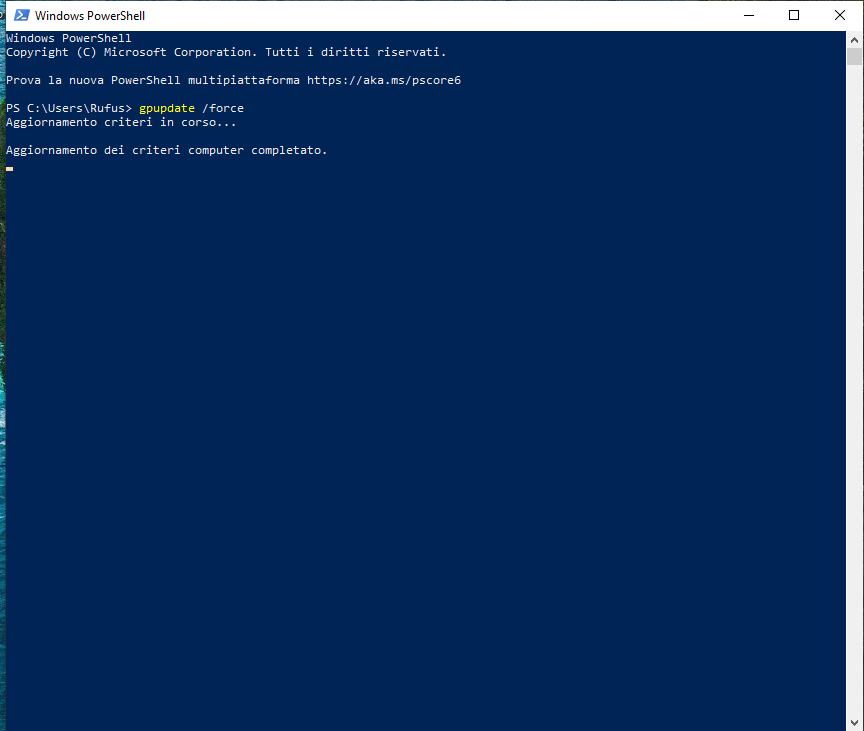 Windows PowerShell
Windows PowerShell
Copyright (C) Microsoft Corporation. Tutti i diritti riservati.
Prova la nuova PowerShell multipiattaforma https://aka.ms/pscore6
PS C:\Users\Rufus> gpupdate /force
Aggiornamento criteri in corso...
Aggiornamento dei criteri computer completato.